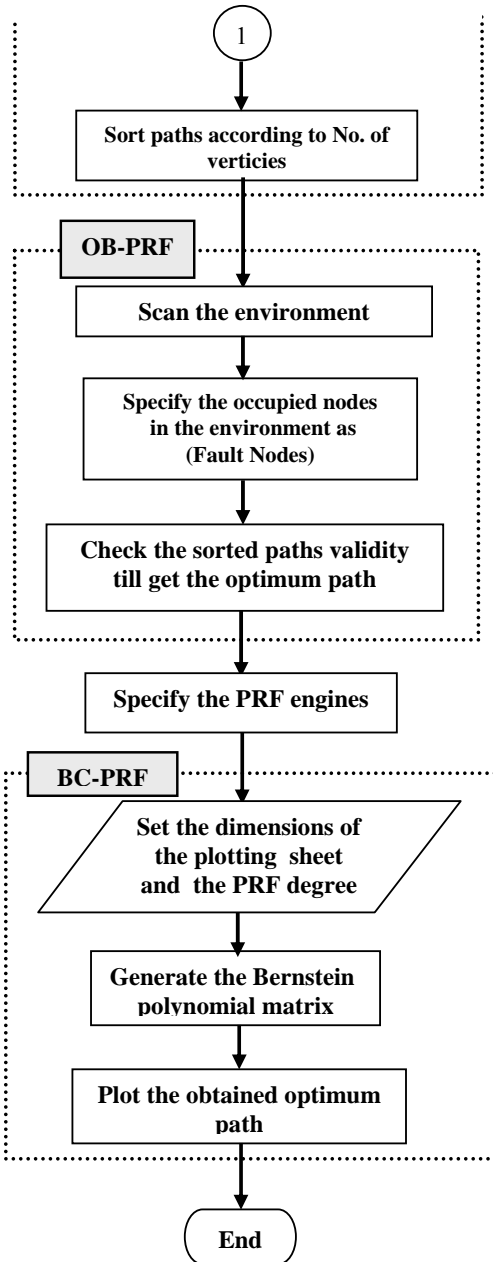 1
Sort paths according to No. of
verticies
OB-PRF
Scan the environment
Specify the occupied nodes
in the environment as
(Fault Nodes)
Check the sorted paths validity
till get the optimum path
Specify the PRF engines
BC-PRF
Set the dimensions of
the plotting sheet
and the PRF degree
Generate the Bernstein
polynomial matrix
Plot the obtained optimum
path
End